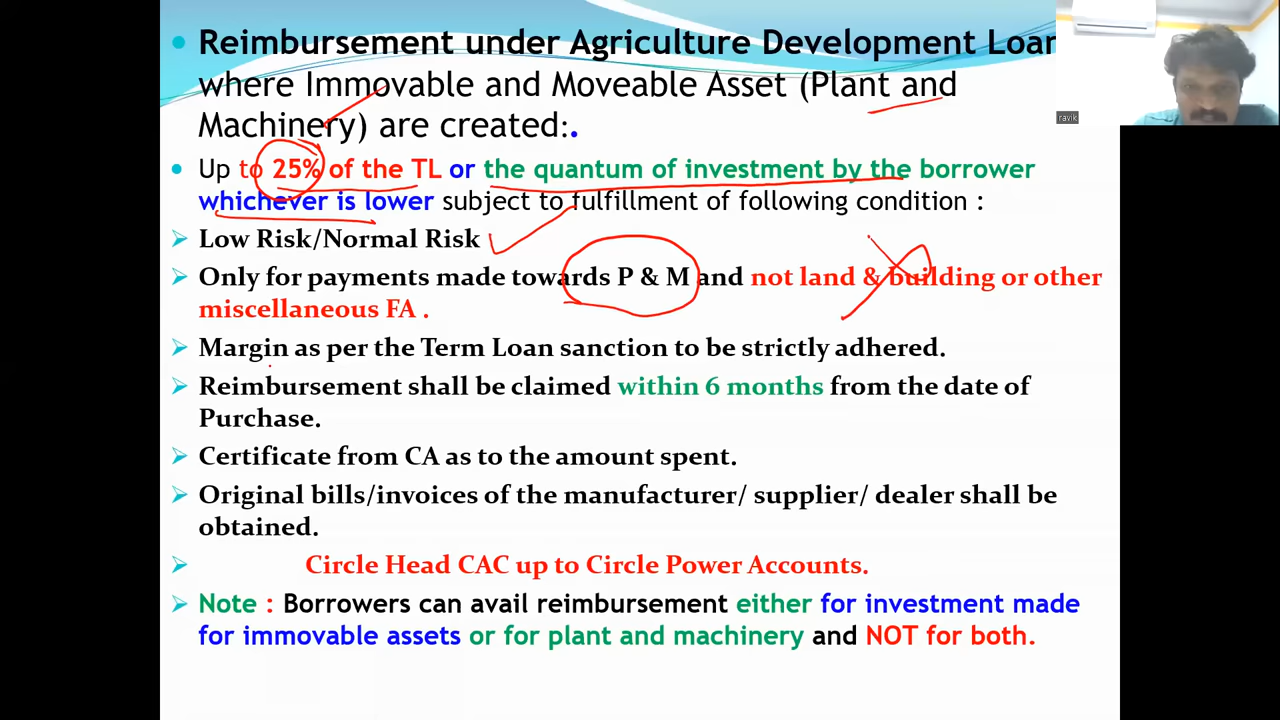 Reimbursement under Agriculture Development Loan
where Immovable and Moveable Asset (Plant and
Machinery) are created:.
Up to 25% of the TL or the quantum of investment by the borrower
whichever is lower subject to fulfillment of following condition :
Low Risk/Normal Risk
Only for payments made towards P & M and not land & building or other
miscellaneous FA .
Margin as per the Term Loan sanction to be strictly adhered.
Reimbursement shall be claimed within 6 months from the date of
Purchase.
Certificate from CA as to the amount spent.
Original bills/invoices of the manufacturer/ supplier/ dealer shall be
obtained.
Circle Head CAC up to Circle Power Accounts.
Note : Borrowers can avail reimbursement either for investment made
for immovable assets or for plant and machinery and NOT for both.
ravik